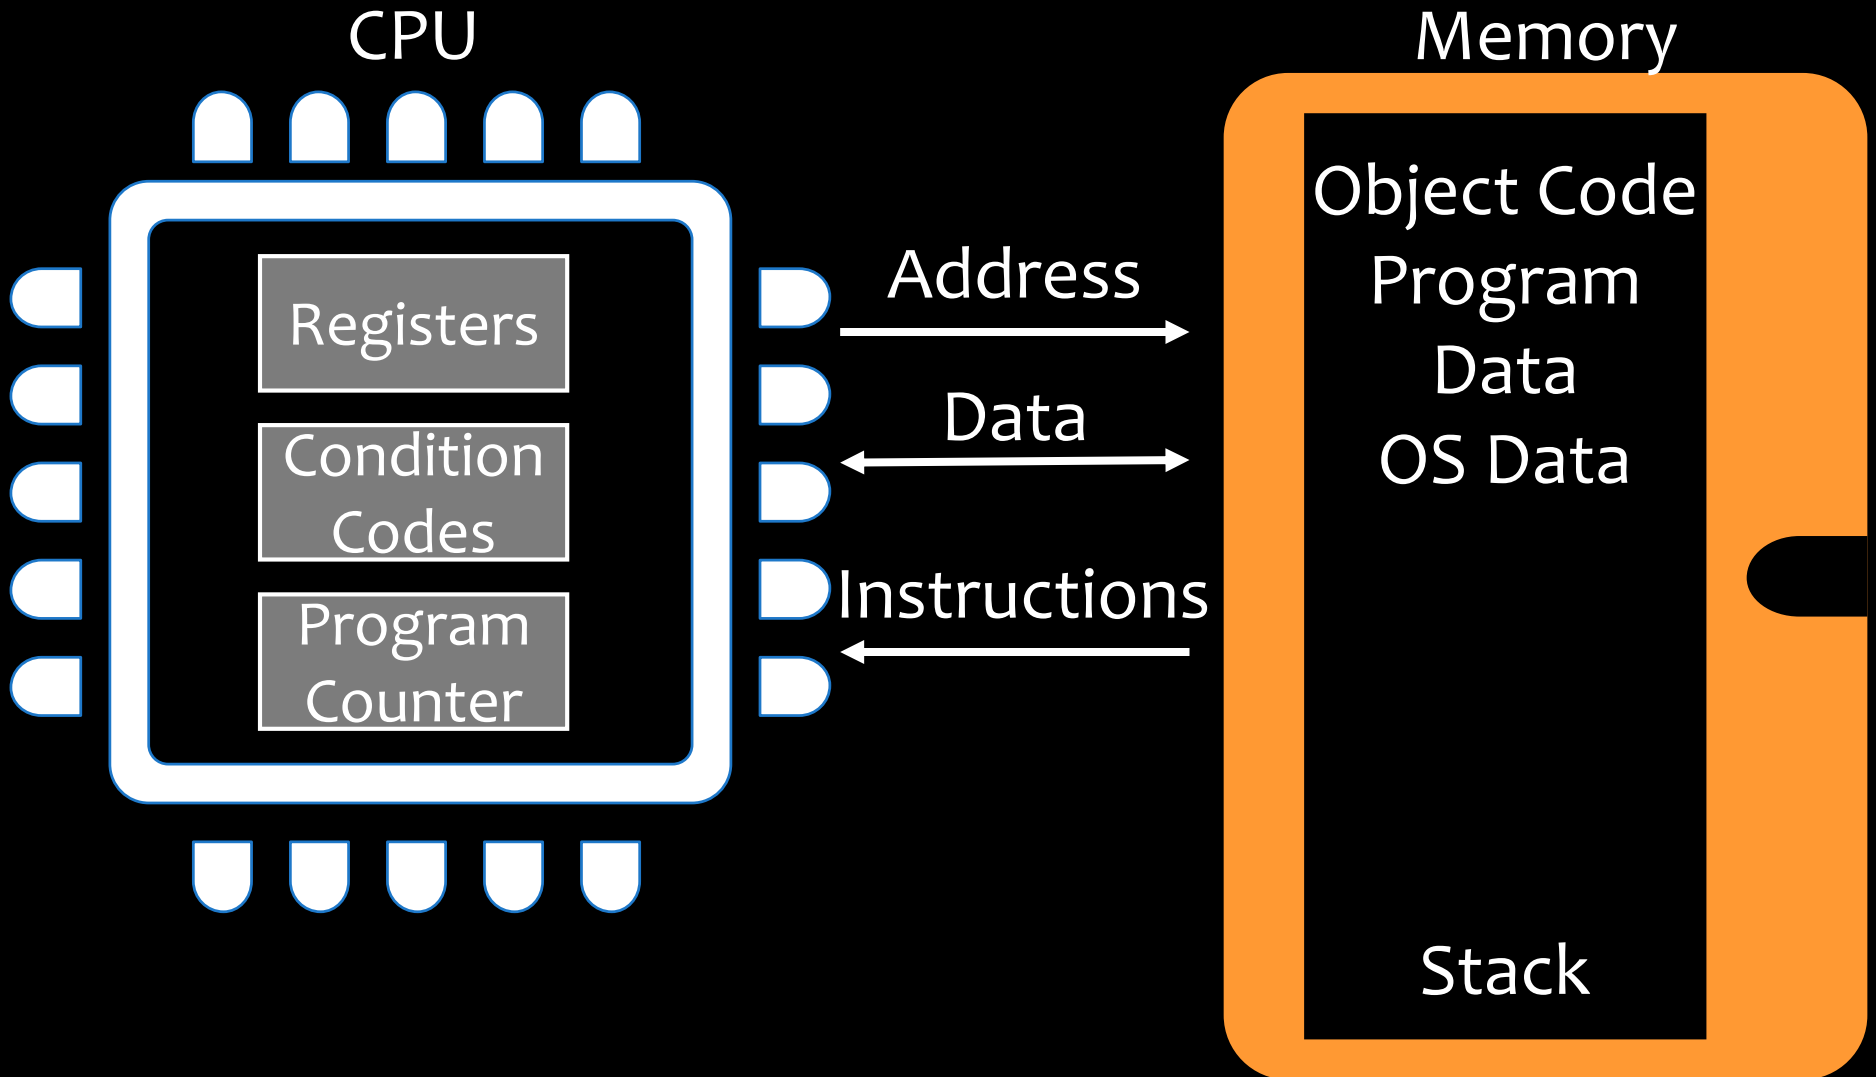 CPU
Registers
Condition
Codes
Program
Counter
Address
Data
Instructions
Memory
Object Code
Program
Data
OS Data
Stack